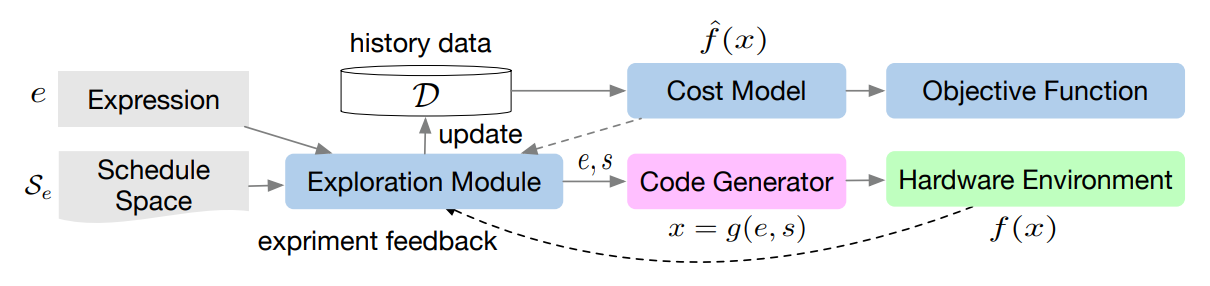 history data
$\hat{f}(x)$
$e$
Expression
$\mathcal{D}$
Cost Model
Objective Function
update
$\mathcal{S}_e$
Schedule
Space
Exploration Module
$e, s$
Code Generator
Hardware Environment
expriment feedback
$x = g(e, s)$
$f(x)$